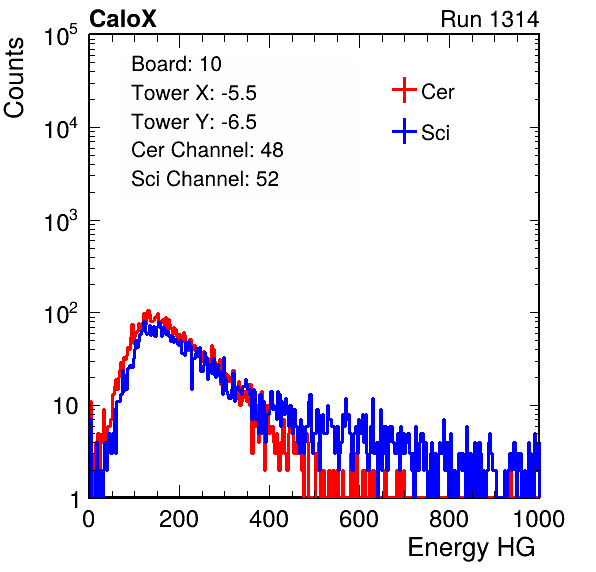 CaloX Run 1314
Board: 10
Tower X: -5.5
Tower Y: -6.5
Cer Channel: 48
Sci Channel: 52
Cer
Sci
Counts
10^5
10^4
10^3
10^2
10
1
0 200 400 600 800 1000
Energy HG